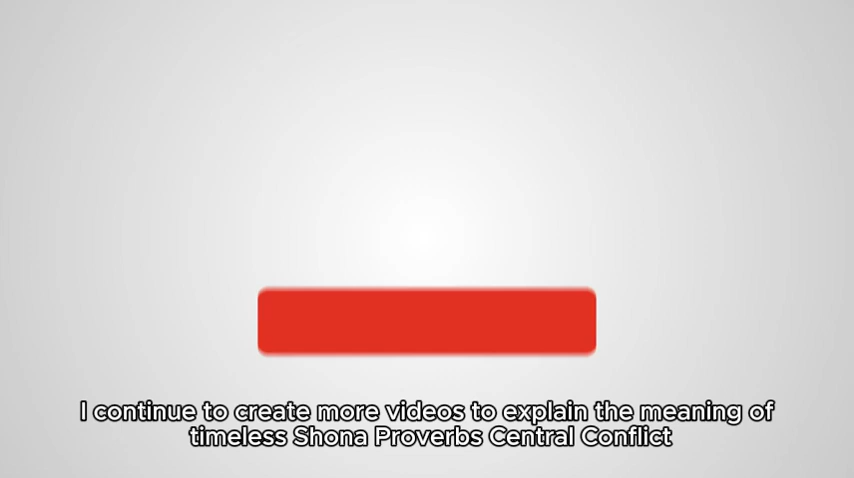 I continue to create more videos to explain the meaning of
timeless Shona Proverbs Central Conflict